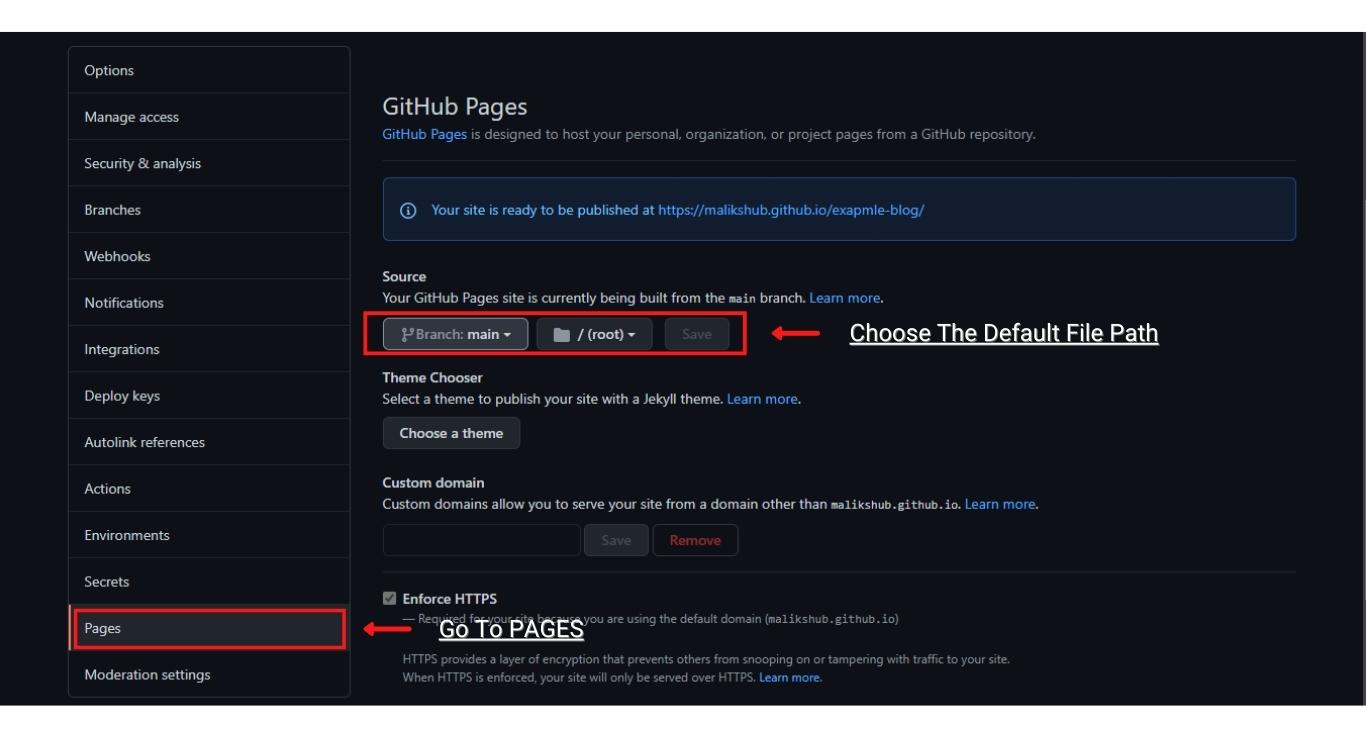 Options
Manage access
Security & analysis
Branches
Webhooks
Notifications
Integrations
Deploy keys
Autolink references
Actions
Environments
Secrets
Pages
Moderation settings
GitHub Pages
GitHub Pages is designed to host your personal, organization, or project pages from a GitHub repository.
Your site is ready to be published at https://malikshub.github.io/exapmle-blog/
Source
Your GitHub Pages site is currently being built from the main branch. Learn more.
Branch: main / (root) Save
Choose The Default File Path
Theme Chooser
Select a theme to publish your site with a Jekyll theme. Learn more.
Choose a theme
Custom domain
Custom domains allow you to serve your site from a domain other than malikshub.github.io. Learn more.
Save Remove
Enforce HTTPS
— Required for your site because you are using the default domain (malikshub.github.io)
Go To PAGES
HTTPS provides a layer of encryption that prevents others from snooping on or tampering with traffic to your site.
When HTTPS is enforced, your site will only be served over HTTPS. Learn more.